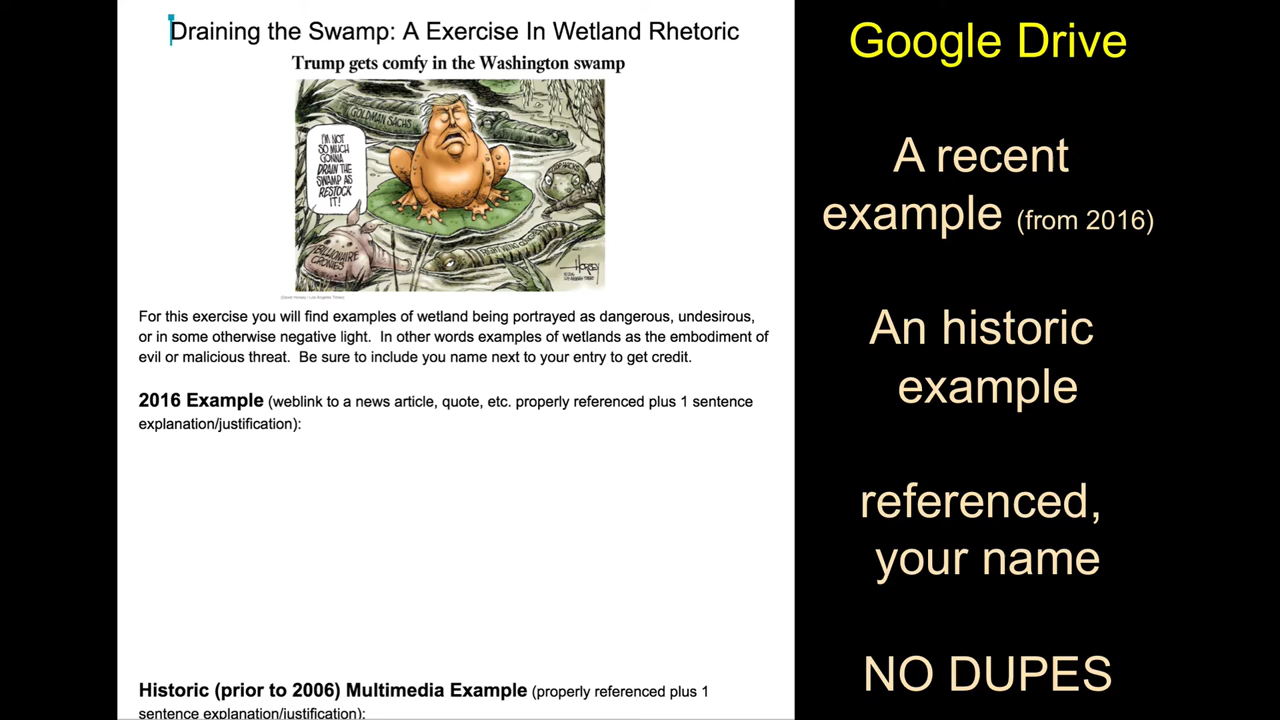 Draining the Swamp: A Exercise In Wetland Rhetoric
Trump gets comfy in the Washington swamp
GOLDMAN SACHS
I'M NOT
SO MUCH
GONNA
DRAIN THE
SWAMP AS
RESTOCK
IT!
BILLIONAIRE
CRONIES
HORSEY
(David Horsey / Los Angeles Times)
For this exercise you will find examples of wetland being portrayed as dangerous, undesirous,
or in some otherwise negative light. In other words examples of wetlands as the embodiment of
evil or malicious threat. Be sure to include you name next to your entry to get credit.
2016 Example (weblink to a news article, quote, etc. properly referenced plus 1 sentence
explanation/justification):
Historic (prior to 2006) Multimedia Example (properly referenced plus 1
sentence explanation/justification):
Google Drive
A recent
example (from 2016)
An historic
example
referenced,
your name
NO DUPES